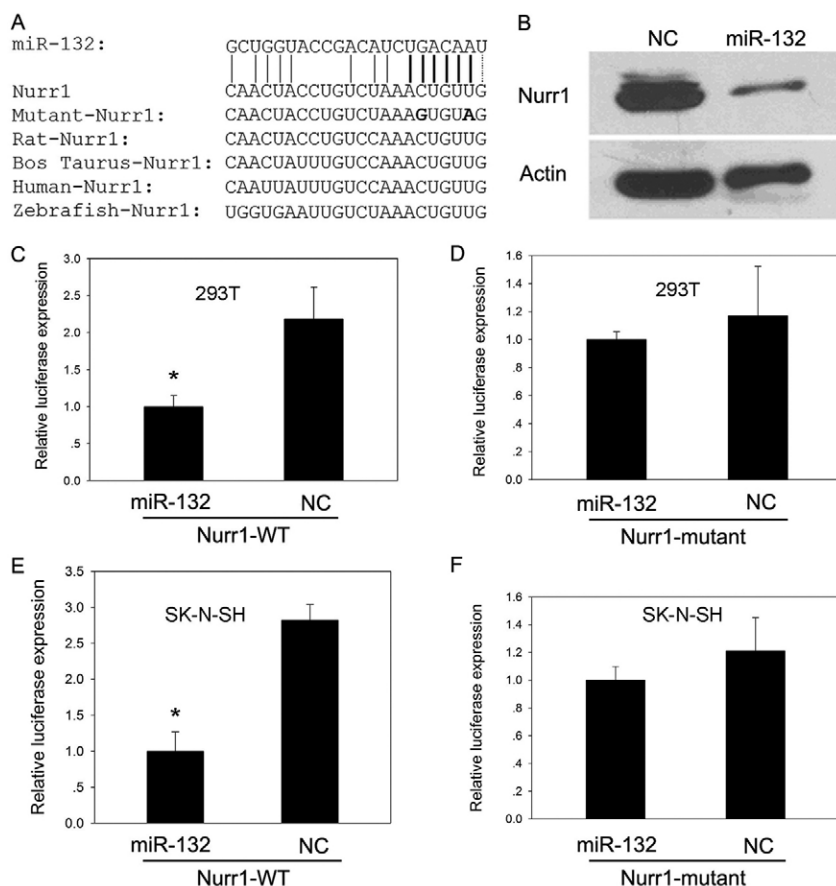 A
miR-132: GCUGGUACCGACAUCUGACAAU
Nurr1 CAACUACCUGUCUAAACUGUUG
Mutant-Nurr1: CAACUACCUGUCUAAAGUGUAG
Rat-Nurr1: CAACUACCUGUCCAAACUGUUG
Bos Taurus-Nurr1: CAACUAUUUGUCCAAACUGUUG
Human-Nurr1: CAAUUAUUUGUCCAAACUGUUG
Zebrafish-Nurr1: UGGUGAAUUGUCUAAACUGUUG
B
NC miR-132
Nurr1
Actin
C
293T
Relative luciferase expression
3.0
2.5
2.0
1.5
1.0
.5
0.0
*
miR-132 NC
Nurr1-WT
D
293T
Relative luciferase expression
1.6
1.4
1.2
1.0
.8
.6
.4
.2
0.0
miR-132 NC
Nurr1-mutant
E
SK-N-SH
Relative luciferase expression
3.5
3.0
2.5
2.0
1.5
1.0
.5
0.0
*
miR-132 NC
Nurr1-WT
F
SK-N-SH
Relative luciferase expression
1.6
1.4
1.2
1.0
.8
.6
.4
.2
0.0
miR-132 NC
Nurr1-mutant